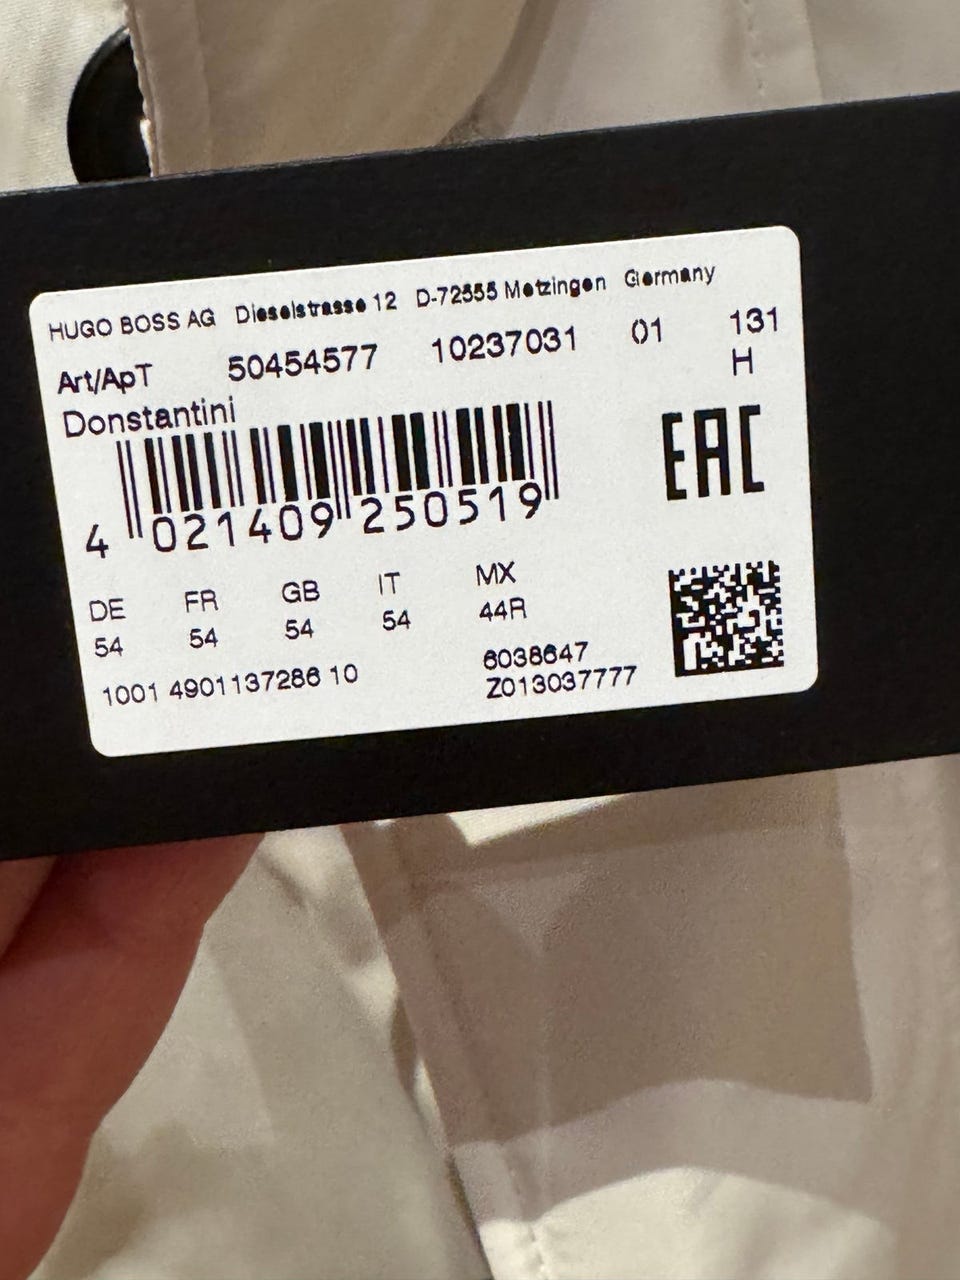 HUGO BOSS AG Dieselstrasse 12 D-72555 Metzingen Germany
Art/ApT 50454577 10237031 01 131
H
Donstantini
EAC
4 021409 250519
DE FR GB IT MX
54 54 54 54 44R
1001 4901137286 10 6038647
Z013037777